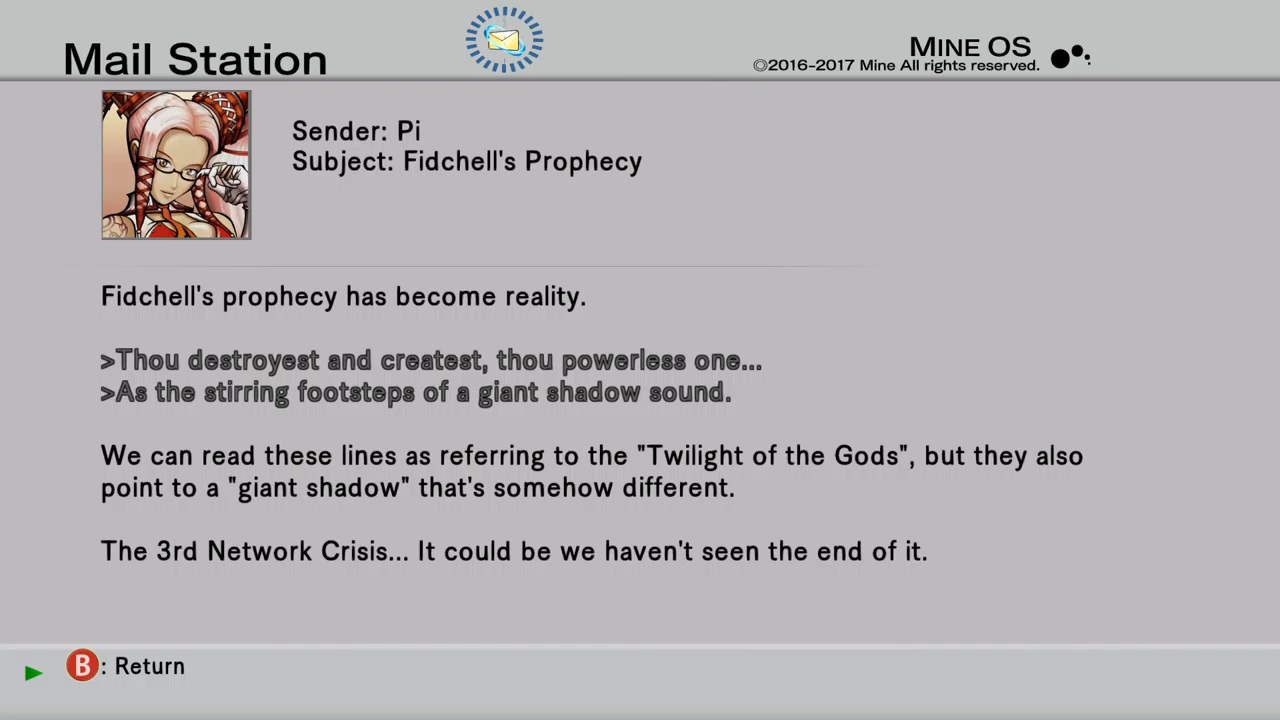 Mail Station
MINE OS
©2016-2017 Mine All rights reserved.
Sender: Pi
Subject: Fidchell's Prophecy
Fidchell's prophecy has become reality.
>Thou destroyest and createst, thou powerless one...
>As the stirring footsteps of a giant shadow sound.
We can read these lines as referring to the "Twilight of the Gods", but they also
point to a "giant shadow" that's somehow different.
The 3rd Network Crisis... It could be we haven't seen the end of it.
B: Return